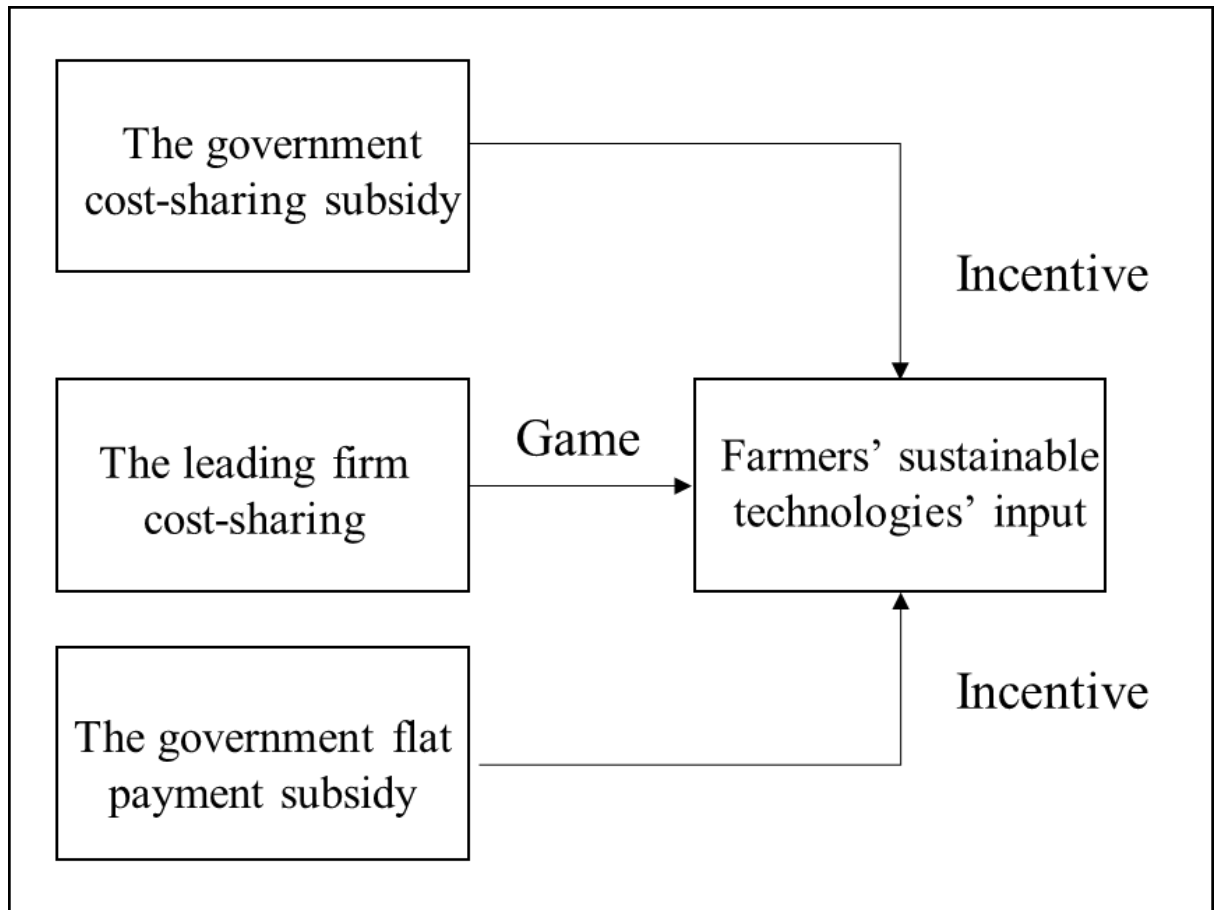 The government
cost-sharing subsidy
Incentive
The leading firm
cost-sharing
Game
Farmers’ sustainable
technologies’ input
The government flat
payment subsidy
Incentive